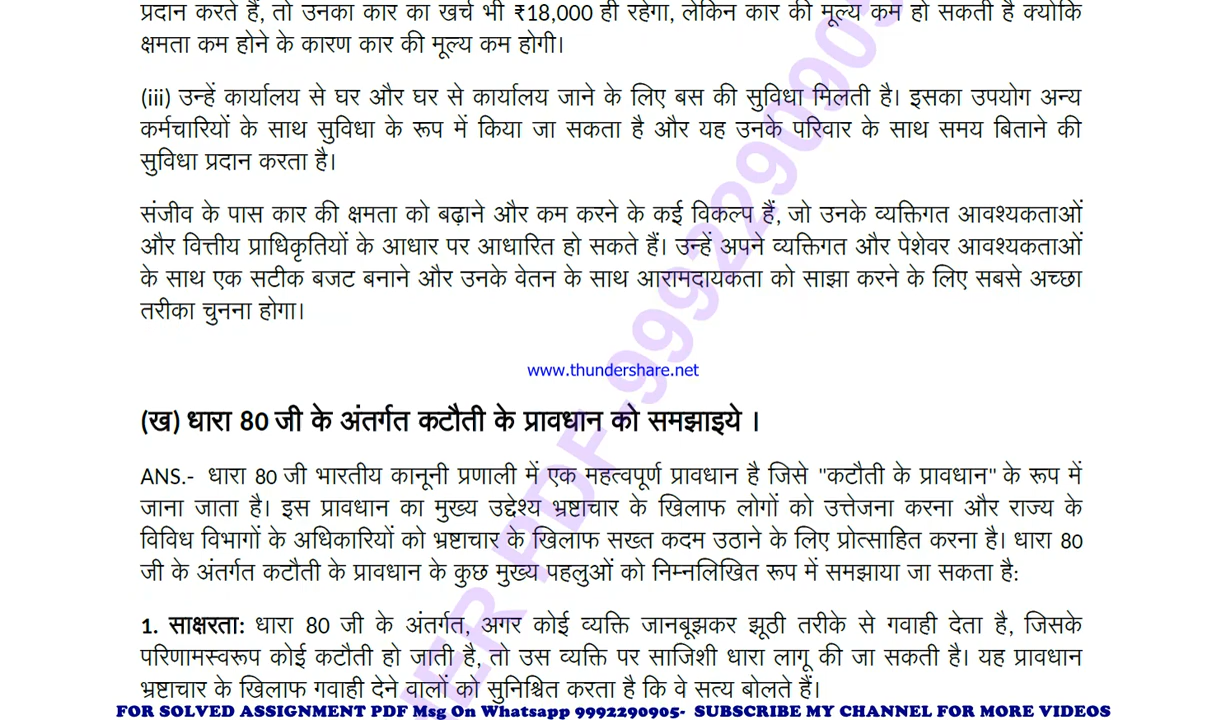 प्रदान करते हैं, तो उनका कार का खर्च भी ₹18,000 ही रहेगा, लेकिन कार की मूल्य कम हो सकती है क्योंकि
क्षमता कम होने के कारण कार की मूल्य कम होगी।
(iii) उन्हें कार्यालय से घर और घर से कार्यालय जाने के लिए बस की सुविधा मिलती है। इसका उपयोग अन्य
कर्मचारियों के साथ सुविधा के रूप में किया जा सकता है और यह उनके परिवार के साथ समय बिताने की
सुविधा प्रदान करता है।
संजीव के पास कार की क्षमता को बढ़ाने और कम करने के कई विकल्प हैं, जो उनके व्यक्तिगत आवश्यकताओं
और वित्तीय प्राधिकृतियों के आधार पर आधारित हो सकते हैं। उन्हें अपने व्यक्तिगत और पेशेवर आवश्यकताओं
के साथ एक सटीक बजट बनाने और उनके वेतन के साथ आरामदायकता को साझा करने के लिए सबसे अच्छा
तरीका चुनना होगा।
www.thundershare.net
(ख) धारा 80 जी के अंतर्गत कटौती के प्रावधान को समझाइये ।
ANS.- धारा 80 जी भारतीय कानूनी प्रणाली में एक महत्वपूर्ण प्रावधान है जिसे "कटौती के प्रावधान" के रूप में
जाना जाता है। इस प्रावधान का मुख्य उद्देश्य भ्रष्टाचार के खिलाफ लोगों को उत्तेजना करना और राज्य के
विविध विभागों के अधिकारियों को भ्रष्टाचार के खिलाफ सख्त कदम उठाने के लिए प्रोत्साहित करना है। धारा 80
जी के अंतर्गत कटौती के प्रावधान के कुछ मुख्य पहलुओं को निम्नलिखित रूप में समझाया जा सकता है:
1. साक्षरता: धारा 80 जी के अंतर्गत, अगर कोई व्यक्ति जानबूझकर झूठी तरीके से गवाही देता है, जिसके
परिणामस्वरूप कोई कटौती हो जाती है, तो उस व्यक्ति पर साजिशी धारा लागू की जा सकती है। यह प्रावधान
भ्रष्टाचार के खिलाफ गवाही देने वालों को सुनिश्चित करता है कि वे सत्य बोलते हैं।
FOR SOLVED ASSIGNMENT PDF Msg On Whatsapp 9992290905- SUBSCRIBE MY CHANNEL FOR MORE VIDEOS
PDF-999229090